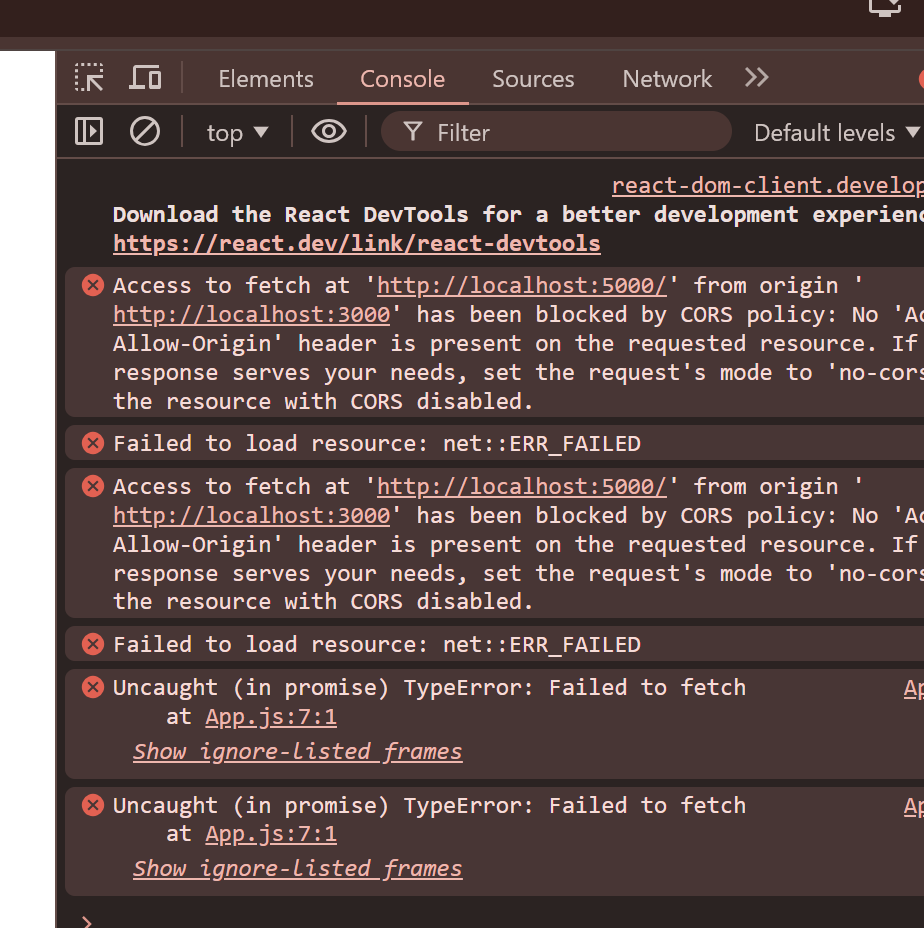 Elements Console Sources Network
top Filter Default levels
react-dom-client.develop
Download the React DevTools for a better development experienc
https://react.dev/link/react-devtools
Access to fetch at 'http://localhost:5000/' from origin '
http://localhost:3000' has been blocked by CORS policy: No 'Ac
Allow-Origin' header is present on the requested resource. If
response serves your needs, set the request's mode to 'no-cors
the resource with CORS disabled.
Failed to load resource: net::ERR_FAILED
Access to fetch at 'http://localhost:5000/' from origin '
http://localhost:3000' has been blocked by CORS policy: No 'Ac
Allow-Origin' header is present on the requested resource. If
response serves your needs, set the request's mode to 'no-cors
the resource with CORS disabled.
Failed to load resource: net::ERR_FAILED
Uncaught (in promise) TypeError: Failed to fetch Ap
at App.js:7:1
Show ignore-listed frames
Uncaught (in promise) TypeError: Failed to fetch Ap
at App.js:7:1
Show ignore-listed frames